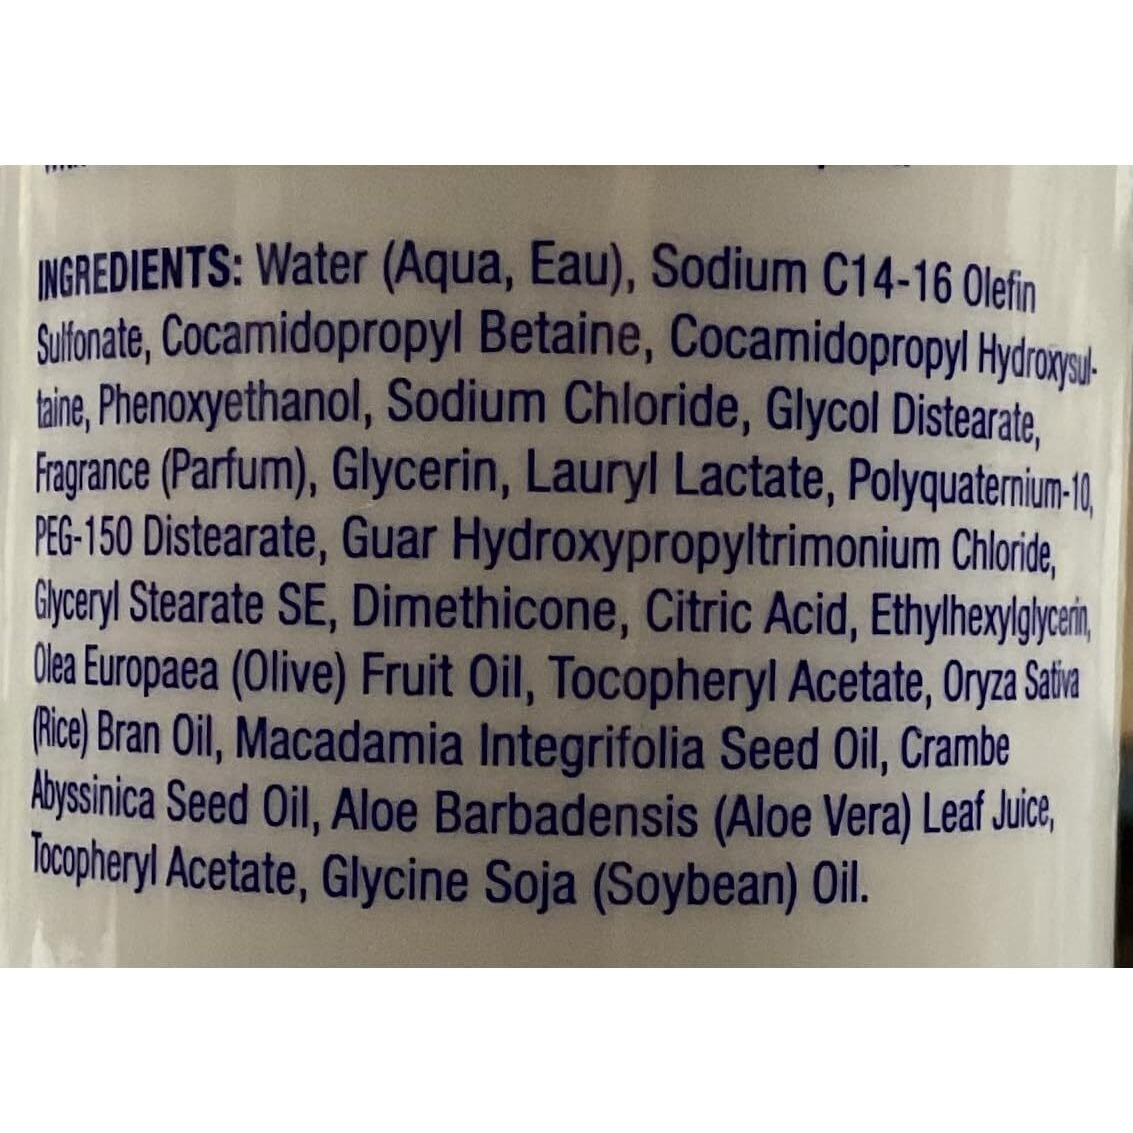 INGREDIENTS: Water (Aqua, Eau), Sodium C14-16 Olefin
Sulfonate, Cocamidopropyl Betaine, Cocamidopropyl Hydroxysul-
taine, Phenoxyethanol, Sodium Chloride, Glycol Distearate,
Fragrance (Parfum), Glycerin, Lauryl Lactate, Polyquaternium-10,
PEG-150 Distearate, Guar Hydroxypropyltrimonium Chloride,
Glyceryl Stearate SE, Dimethicone, Citric Acid, Ethylhexylglycerin,
Olea Europaea (Olive) Fruit Oil, Tocopheryl Acetate, Oryza Sativa
(Rice) Bran Oil, Macadamia Integrifolia Seed Oil, Crambe
Abyssinica Seed Oil, Aloe Barbadensis (Aloe Vera) Leaf Juice,
Tocopheryl Acetate, Glycine Soja (Soybean) Oil.